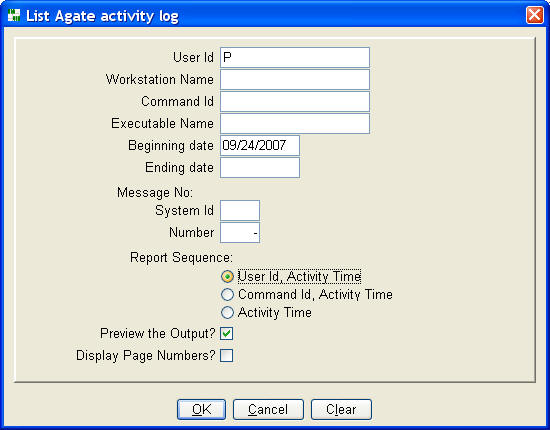 List Agate activity log
User Id P
Workstation Name
Command Id
Executable Name
Beginning date 09/24/2007
Ending date
Message No:
System Id
Number -
Report Sequence:
User Id, Activity Time
Command Id, Activity Time
Activity Time
Preview the Output?
Display Page Numbers?
OK Cancel Clear